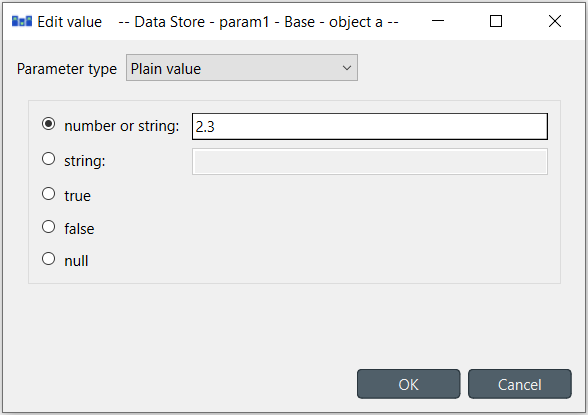 Edit value -- Data Store - param1 - Base - object a --
Parameter type Plain value
number or string: 2.3
string:
true
false
null
OK Cancel